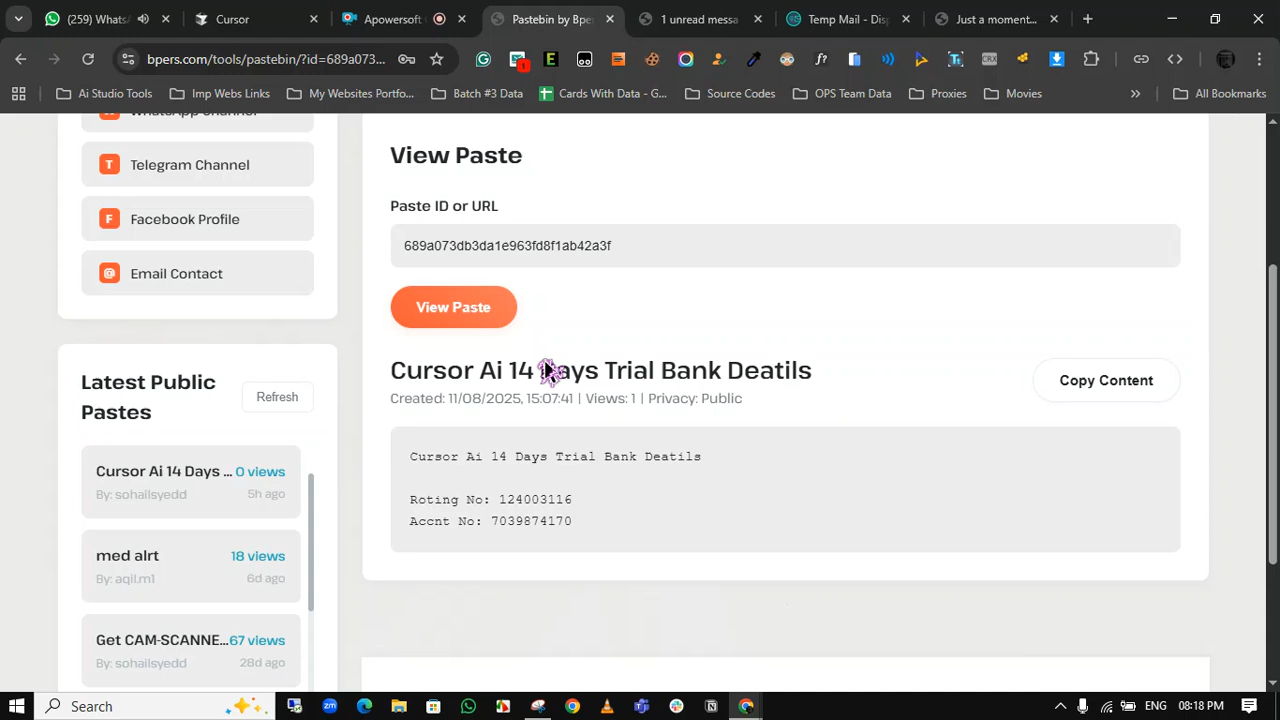 (25) Whats
Cursor
Apowersoft
Pastebin by Bpe
1 unread messa
Temp Mail - Disp
Just a moment...
bpers.com/tools/pastebin/?id=689a073...
Ai Studio Tools
Imp Webs Links
My Websites Portfo...
Batch #3 Data
Cards With Data - G...
Source Codes
OPS Team Data
Proxies
Movies
All Bookmarks
WhatsApp Channel
Telegram Channel
Facebook Profile
Email Contact
Latest Public
Pastes
Refresh
Cursor Ai 14 Days ... 0 views
By: sohailsyedd 5h ago
med alrt 18 views
By: aqil.m1 6d ago
Get CAM-SCANNE... 67 views
By: sohailsyedd 28d ago
View Paste
Paste ID or URL
689a073db3da1e963fd8f1ab42a3f
View Paste
Cursor Ai 14 Days Trial Bank Deatils
Created: 11/08/2025, 15:07:41 | Views: 1 | Privacy: Public
Copy Content
Cursor Ai 14 Days Trial Bank Deatils
Roting No: 124003116
Accnt No: 7039874170
Search
ENG
08:18 PM